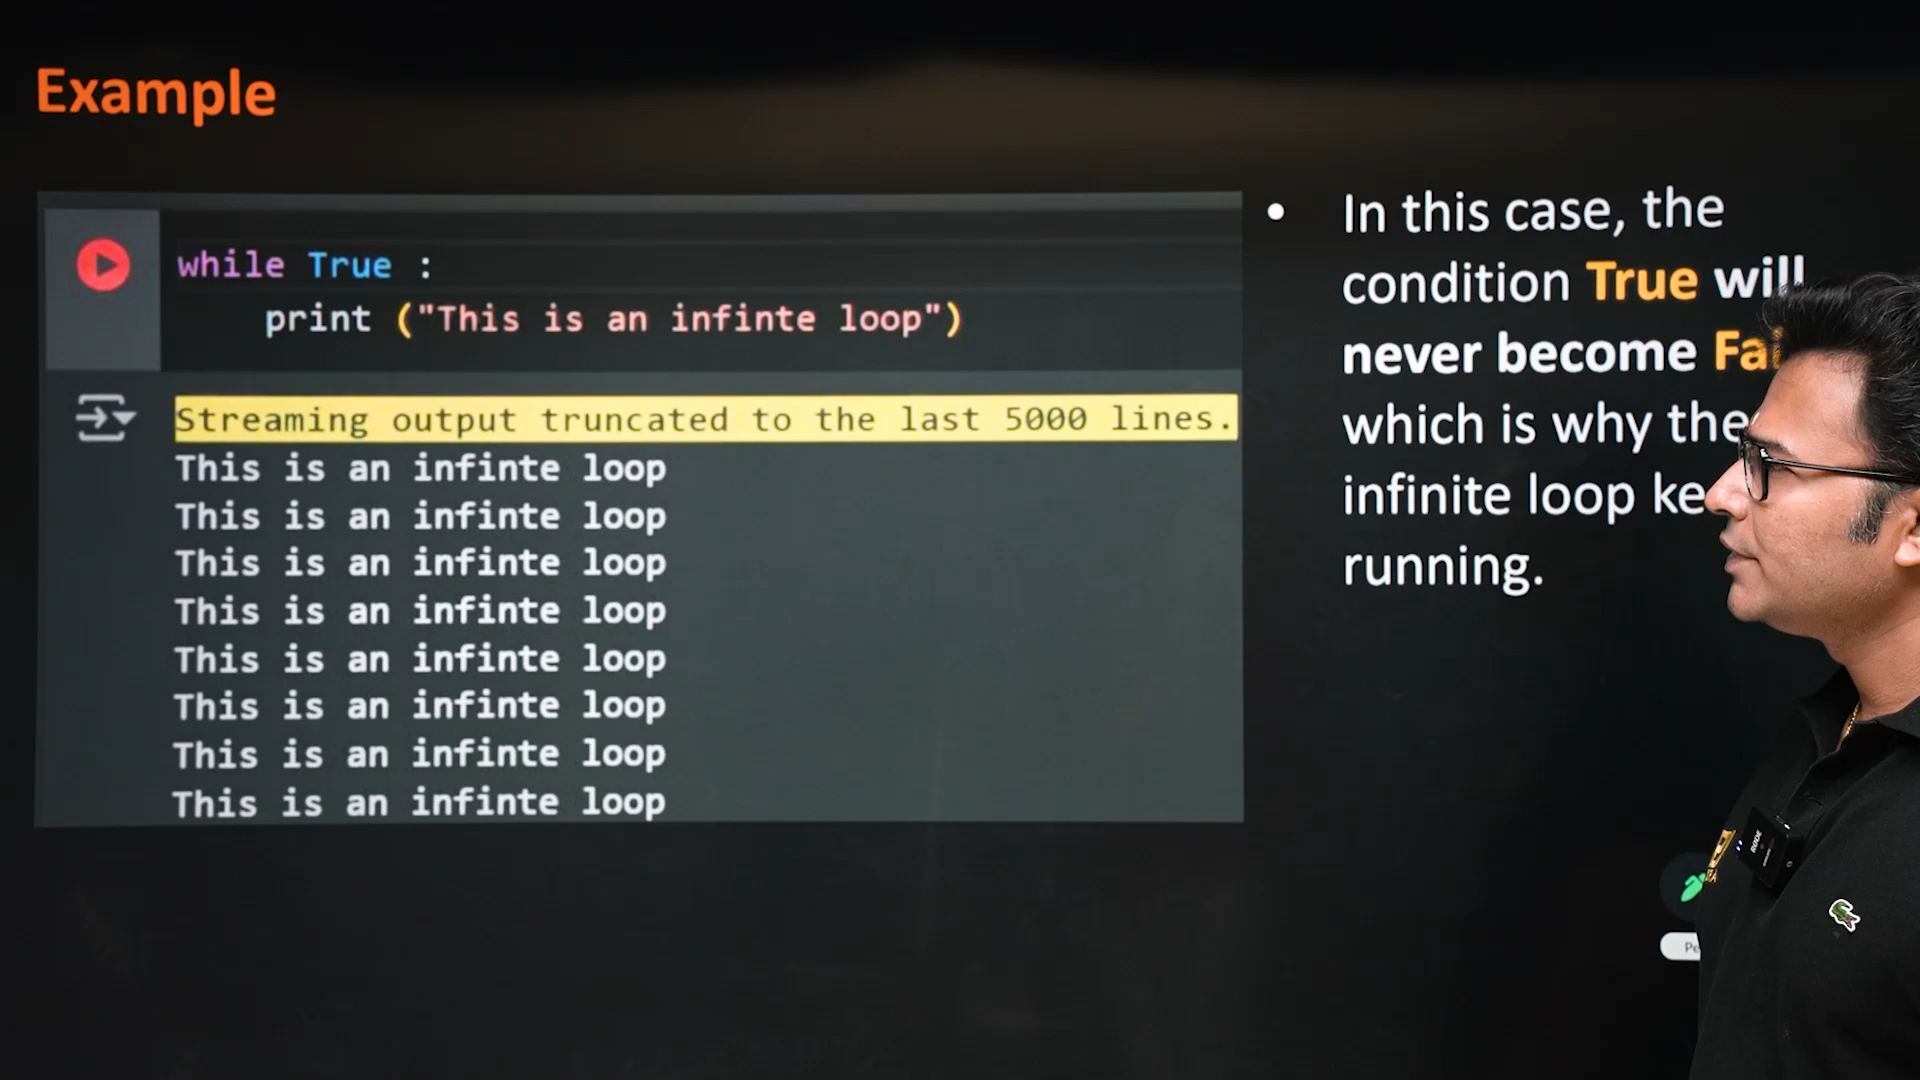 Example
while True :
print ("This is an infinte loop")
Streaming output truncated to the last 5000 lines.
This is an infinte loop
This is an infinte loop
This is an infinte loop
This is an infinte loop
This is an infinte loop
This is an infinte loop
This is an infinte loop
This is an infinte loop
• In this case, the
condition True will
never become
which is why the
infinite loop
running.
RØDE